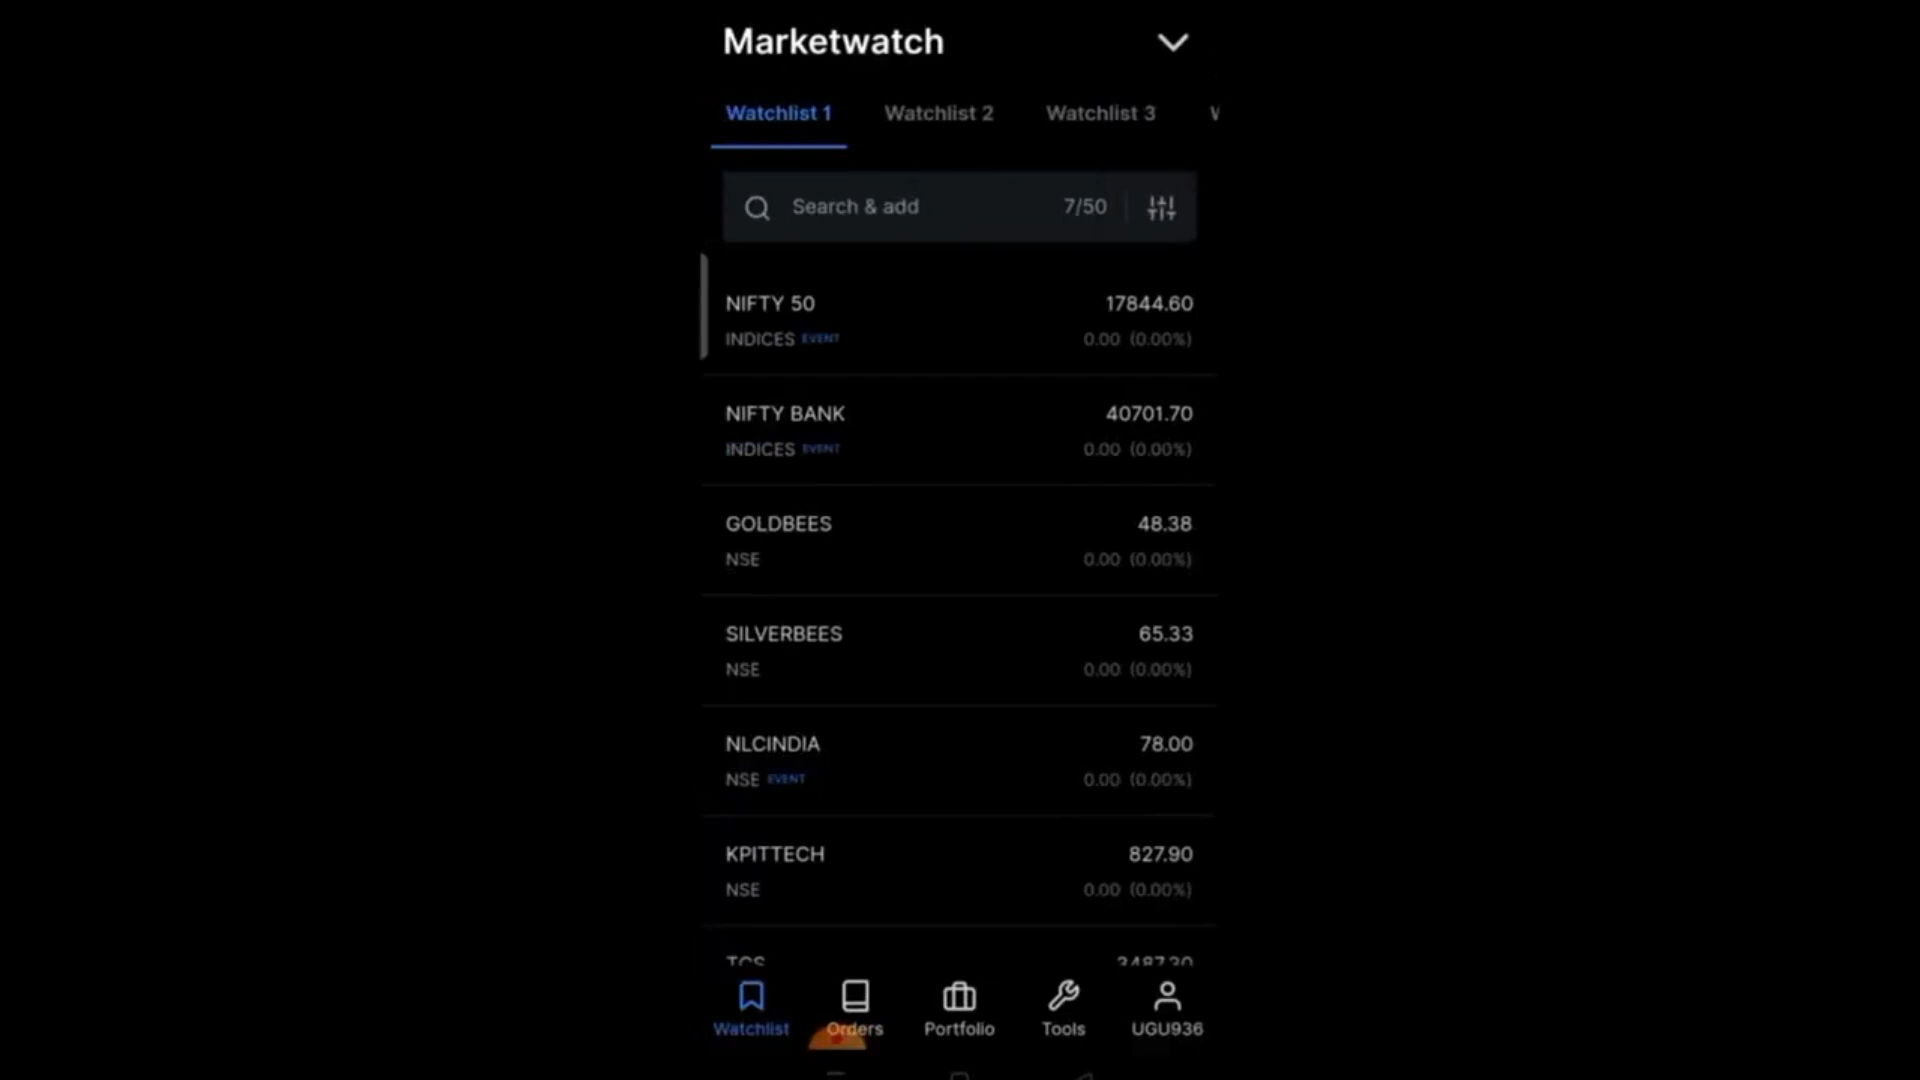 Marketwatch
Watchlist 1 Watchlist 2 Watchlist 3 W
Search & add 7/50
NIFTY 50 17844.60
INDICES EVENT 0.00 (0.00%)
NIFTY BANK 40701.70
INDICES EVENT 0.00 (0.00%)
GOLDBEES 48.38
NSE 0.00 (0.00%)
SILVERBEES 65.33
NSE 0.00 (0.00%)
NLCINDIA 78.00
NSE EVENT 0.00 (0.00%)
KPITTECH 827.90
NSE 0.00 (0.00%)
TCS 3487.30
Watchlist Orders Portfolio Tools UGU936